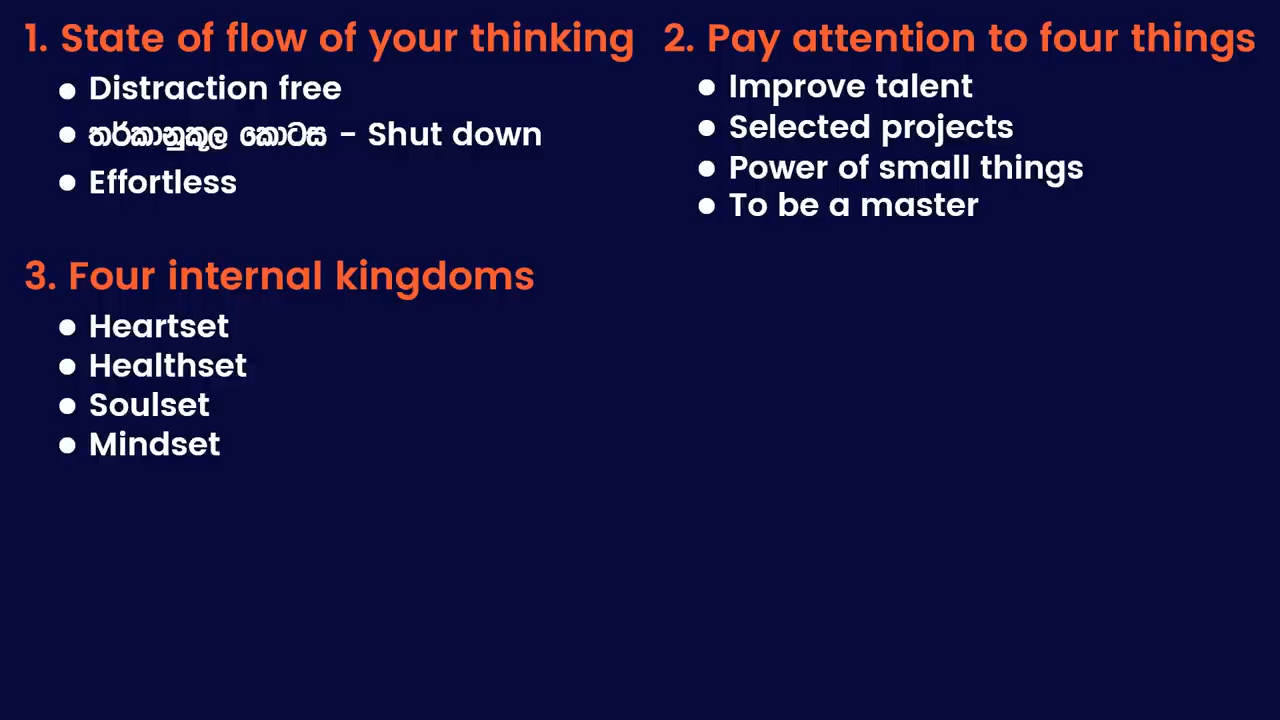 1. State of flow of your thinking
● Distraction free
● තර්කානුකූල කොටස - Shut down
● Effortless
2. Pay attention to four things
● Improve talent
● Selected projects
● Power of small things
● To be a master
3. Four internal kingdoms
● Heartset
● Healthset
● Soulset
● Mindset